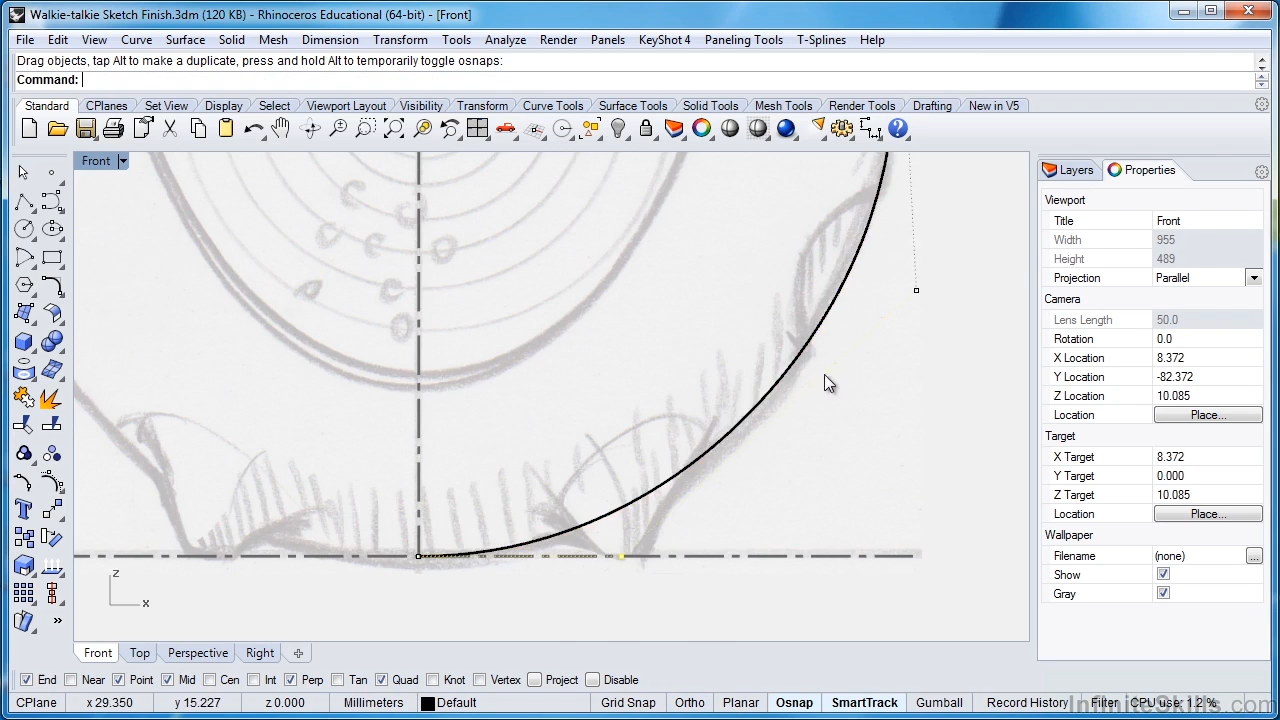 Walkie-talkie Sketch Finish.3dm (120 KB) - Rhinoceros Educational (64-bit) - [Front]
File Edit View Curve Surface Solid Mesh Dimension Transform Tools Analyze Render Panels KeyShot 4 Paneling Tools T-Splines Help
Drag objects, tap Alt to make a duplicate, press and hold Alt to temporarily toggle osnaps:
Command:
Standard CPlanes Set View Display Select Viewport Layout Visibility Transform Curve Tools Surface Tools Solid Tools Mesh Tools Render Tools Drafting New in V5
Front
Layers Properties
Viewport
Title Front
Width 955
Height 489
Projection Parallel
Camera
Lens Length 50.0
Rotation 0.0
X Location 8.372
Y Location -82.372
Z Location 10.085
Location Place...
Target
X Target 8.372
Y Target 0.000
Z Target 10.085
Location Place...
Wallpaper
Filename (none) ...
Show
Gray
z
x
Front Top Perspective Right
End Near Point Mid Cen Int Perp Tan Quad Knot Vertex Project Disable
CPlane x 29.350 y 15.227 z 0.000 Millimeters Default Grid Snap Ortho Planar Osnap SmartTrack Gumball Record History Filter CPU use: 1.2 %
InfiniteSkills.com